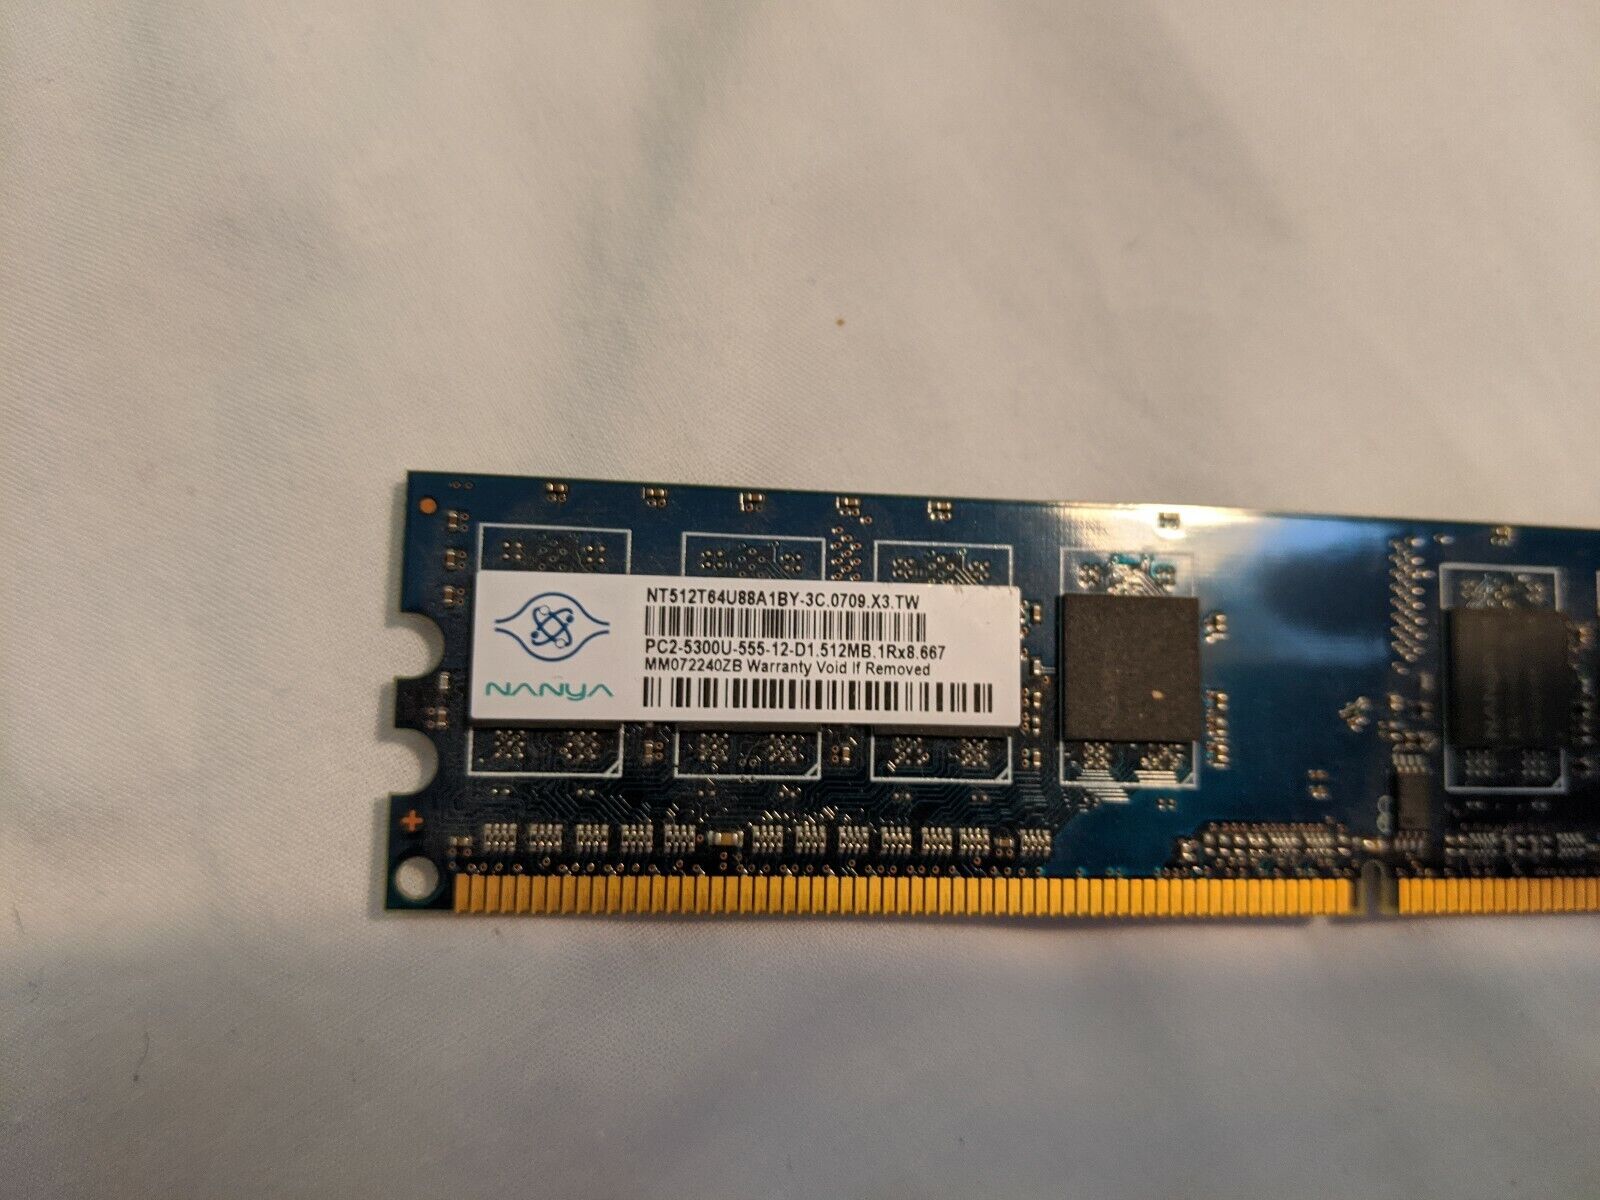 NT512T64U88A1BY-3C.0709.X3.TW
PC2-5300U-555-12-D1.512MB.1Rx8.667
MM072240ZB Warranty Void If Removed
NANYA
NANYA